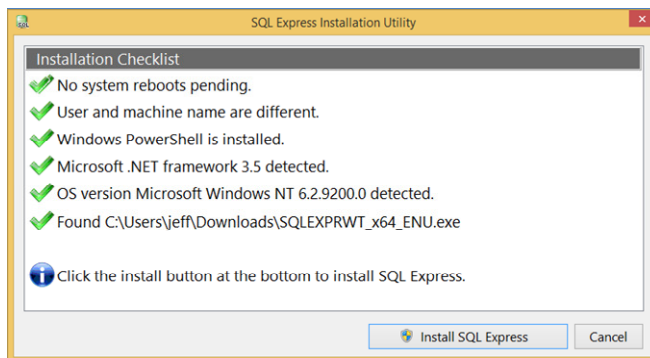 SQL Express Installation Utility
Installation Checklist
No system reboots pending.
User and machine name are different.
Windows PowerShell is installed.
Microsoft .NET framework 3.5 detected.
OS version Microsoft Windows NT 6.2.9200.0 detected.
Found C:\Users\jeff\Downloads\SQLEXPRWT_x64_ENU.exe
Click the install button at the bottom to install SQL Express.
Install SQL Express Cancel